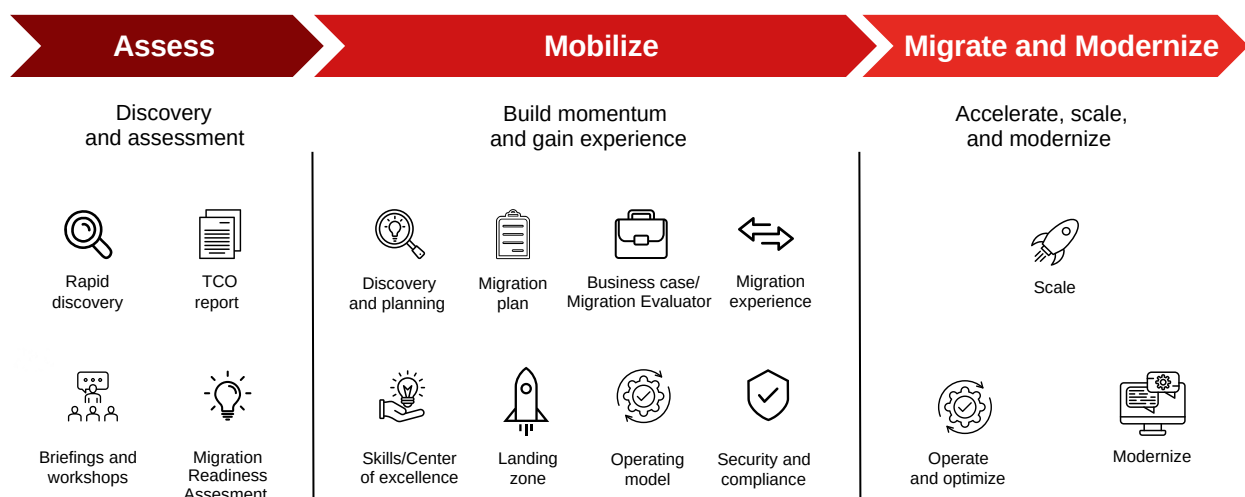 Assess
Mobilize
Migrate and Modernize
Discovery
and assessment
Build momentum
and gain experience
Accelerate, scale,
and modernize
Rapid
discovery
TCO
report
Discovery
and planning
Migration
plan
Business case/
Migration Evaluator
Migration
experience
Scale
Briefings and
workshops
Migration
Readiness
Assesment
Skills/Center
of excellence
Landing
zone
Operating
model
Security and
compliance
Operate
and optimize
Modernize